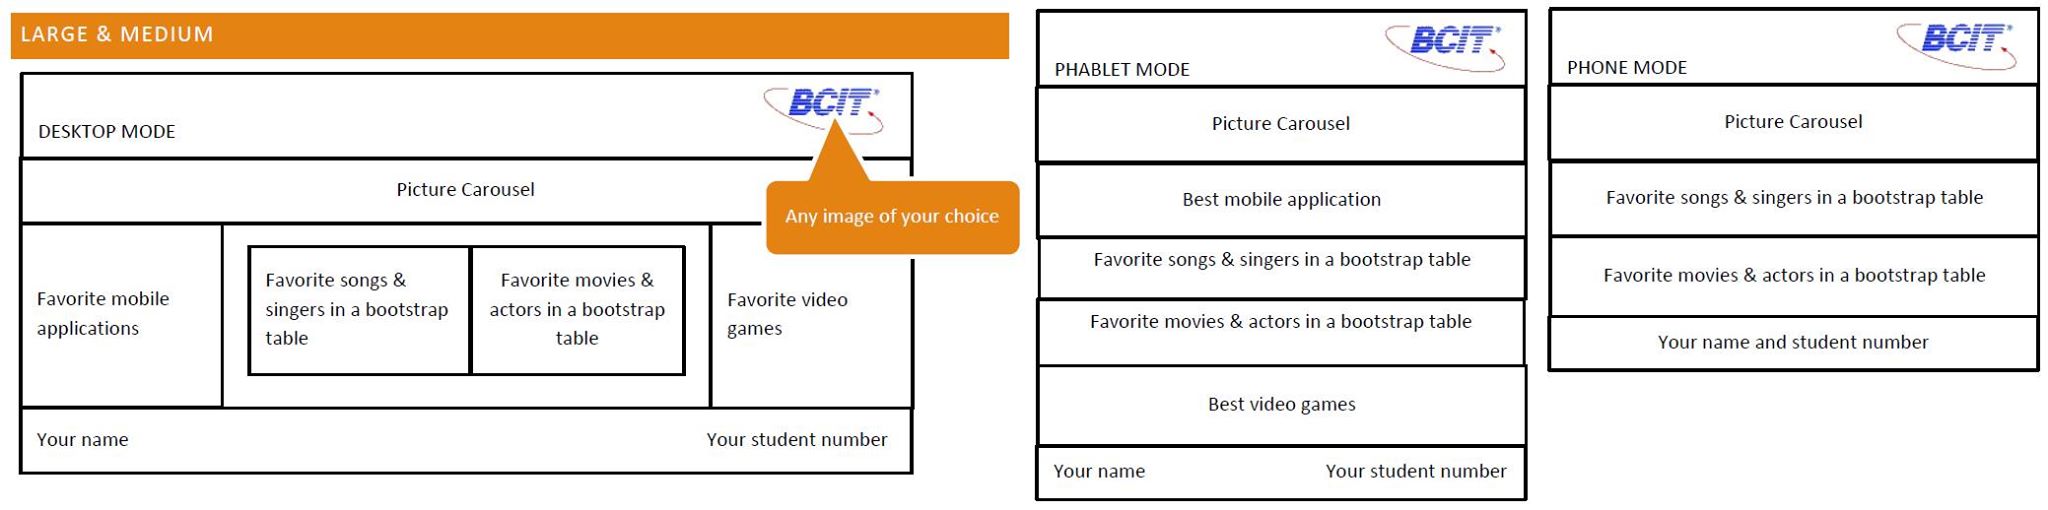 LARGE & MEDIUM
BCIT®
DESKTOP MODE
Picture Carousel
Any image of your choice
Favorite mobile
applications
Favorite songs &
singers in a bootstrap
table
Favorite movies &
actors in a bootstrap
table
Favorite video
games
Your name
Your student number
BCIT®
PHABLET MODE
Picture Carousel
Best mobile application
Favorite songs & singers in a bootstrap table
Favorite movies & actors in a bootstrap table
Best video games
Your name
Your student number
BCIT®
PHONE MODE
Picture Carousel
Favorite songs & singers in a bootstrap table
Favorite movies & actors in a bootstrap table
Your name and student number